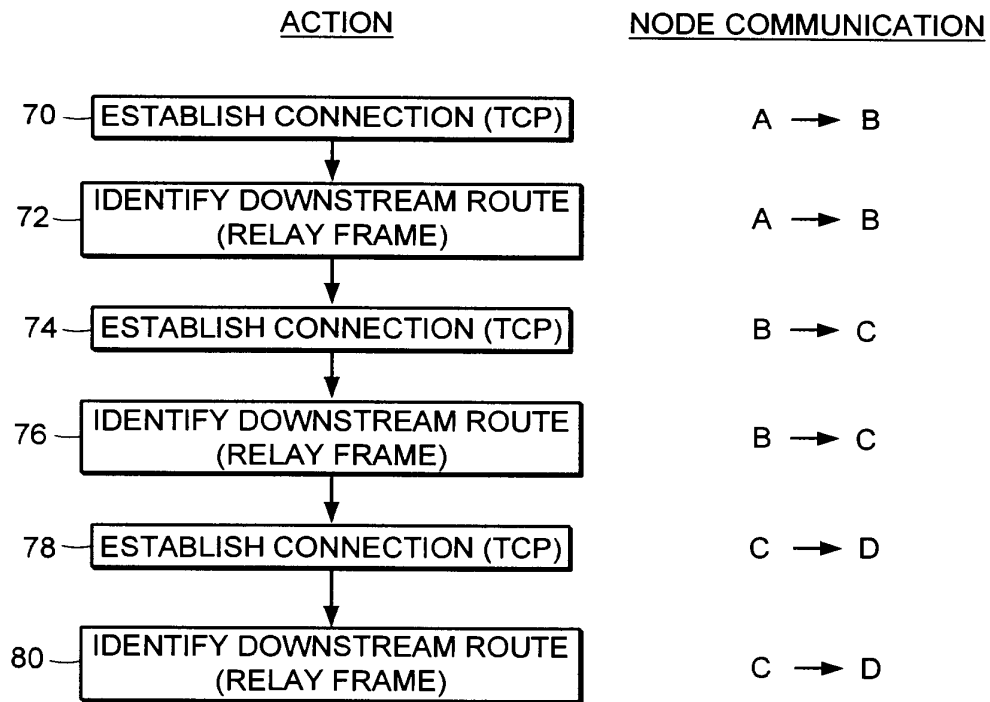 ACTION NODE COMMUNICATION
70 ESTABLISH CONNECTION (TCP) A → B
72 IDENTIFY DOWNSTREAM ROUTE
(RELAY FRAME) A → B
74 ESTABLISH CONNECTION (TCP) B → C
76 IDENTIFY DOWNSTREAM ROUTE
(RELAY FRAME) B → C
78 ESTABLISH CONNECTION (TCP) C → D
80 IDENTIFY DOWNSTREAM ROUTE
(RELAY FRAME) C → D